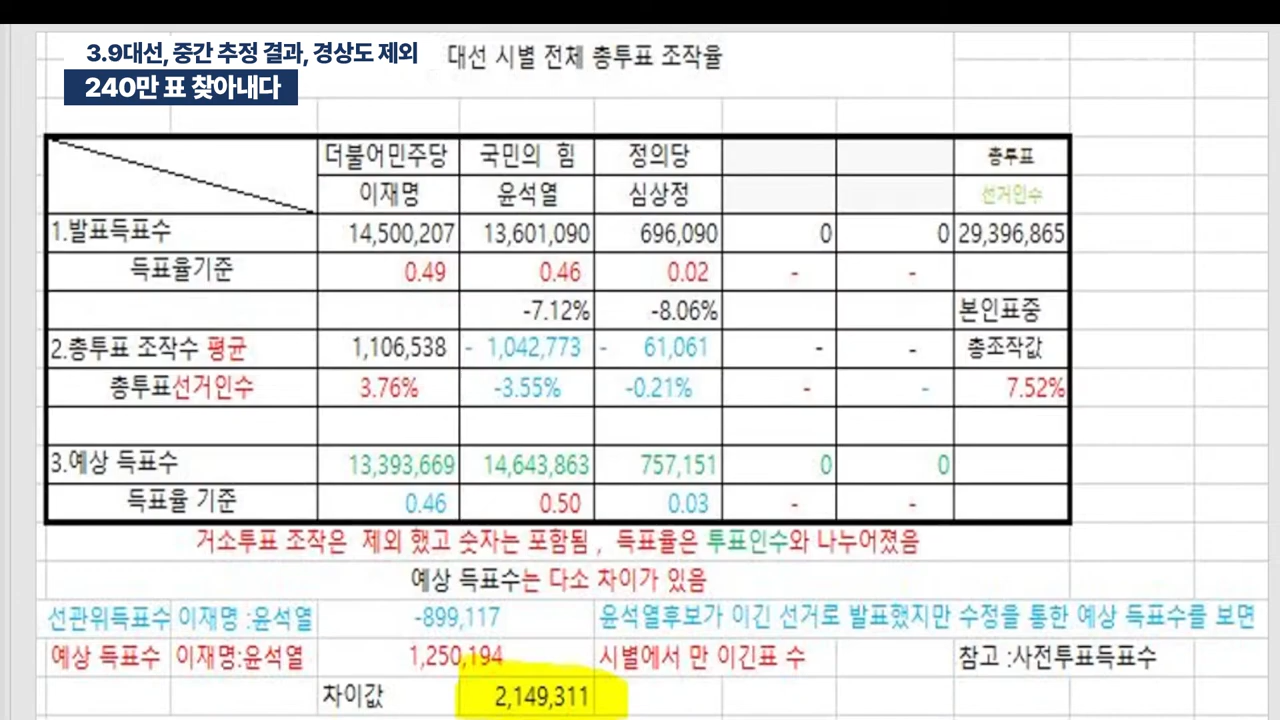 3.9대선, 중간 추정 결과, 경상도 제외
240만 표 찾아내다
대선 시별 전체 총투표 조작율
더불어민주당 국민의 힘 정의당 총투표
이재명 윤석열 심상정 선거인수
1.발표득표수 14,500,207 13,601,090 696,090 0 0 29,396,865
득표율기준 0.49 0.46 0.02 - -
-7.12% -8.06% 본인표중
2.총투표 조작수 평균 1,106,538 - 1,042,773 - 61,061 - - 총조작값
총투표선거인수 3.76% -3.55% -0.21% - - 7.52%
3.예상 득표수 13,393,669 14,643,863 757,151 0 0
득표율 기준 0.46 0.50 0.03 - -
거소투표 조작은 제외 했고 숫자는 포함됨 , 득표율은 투표인수와 나누어졌음
예상 득표수는 다소 차이가 있음
선관위득표수 이재명 :윤석열 -899,117 윤석열후보가 이긴 선거로 발표했지만 수정을 통한 예상 득표수를 보면
예상 득표수 이재명:윤석열 1,250,194 시별에서 만 이긴표 수 참고 :사전투표득표수
차이값 2,149,311